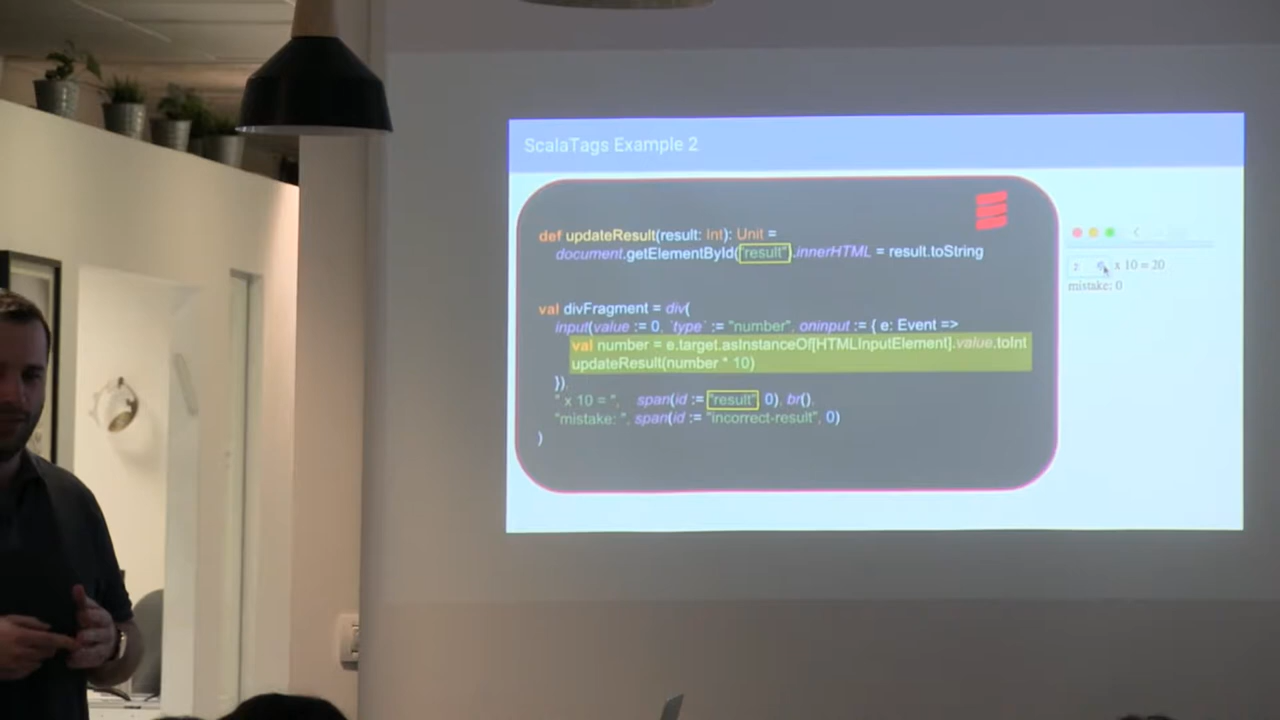 ScalaTags Example 2
def updateResult(result: Int): Unit =
document.getElementById("result").innerHTML = result.toString
val divFragment = div(
input(value := 0, `type` := "number", oninput := { e: Event =>
val number = e.target.asInstanceOf[HTMLInputElement].value.toInt
updateResult(number * 10)
}),
" x 10 = ", span(id := "result", 0), br(),
"mistake: ", span(id := "incorrect-result", 0)
)
2 x 10 = 20
mistake: 0